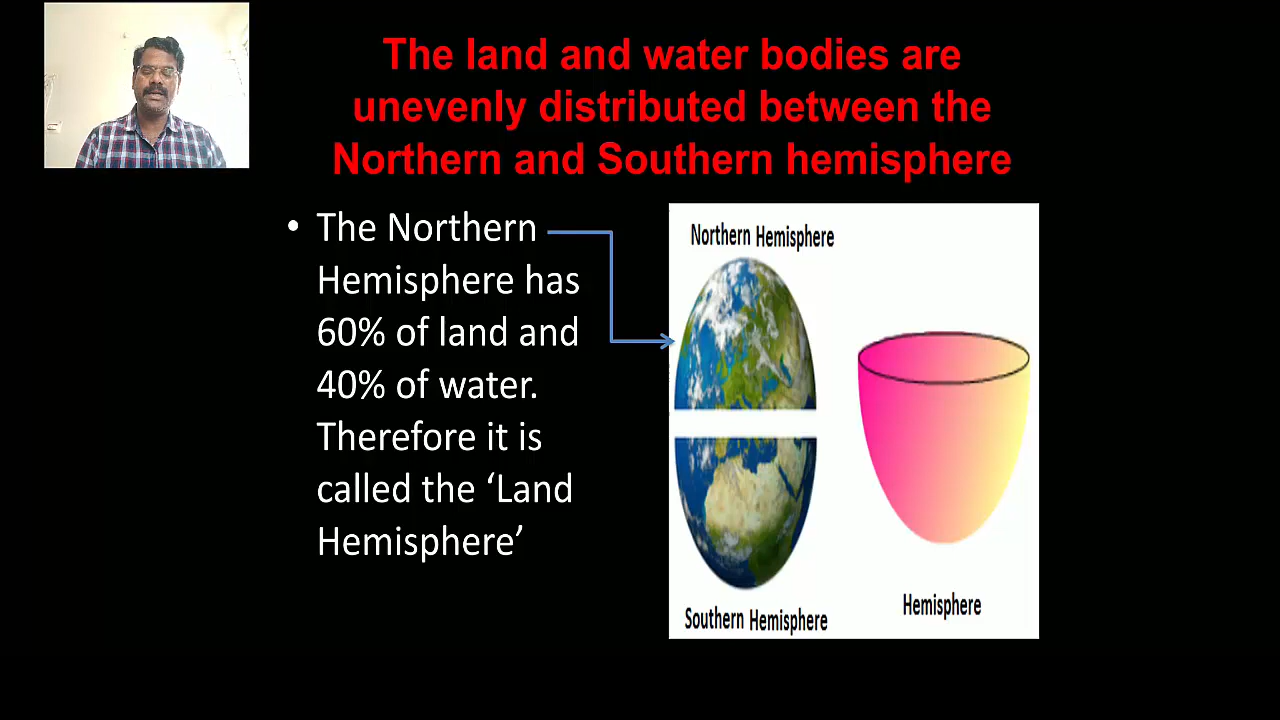 The land and water bodies are
unevenly distributed between the
Northern and Southern hemisphere
• The Northern
Hemisphere has
60% of land and
40% of water.
Therefore it is
called the ‘Land
Hemisphere’
Northern Hemisphere
Southern Hemisphere
Hemisphere